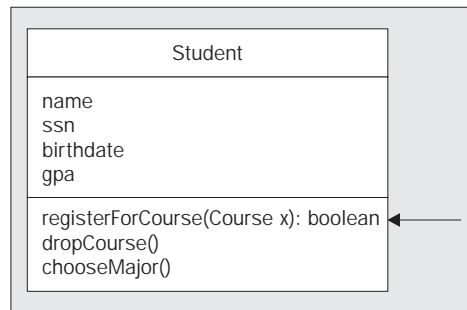 Student
name
ssn
birthdate
gpa
registerForCourse(Course x): boolean
dropCourse()
chooseMajor()